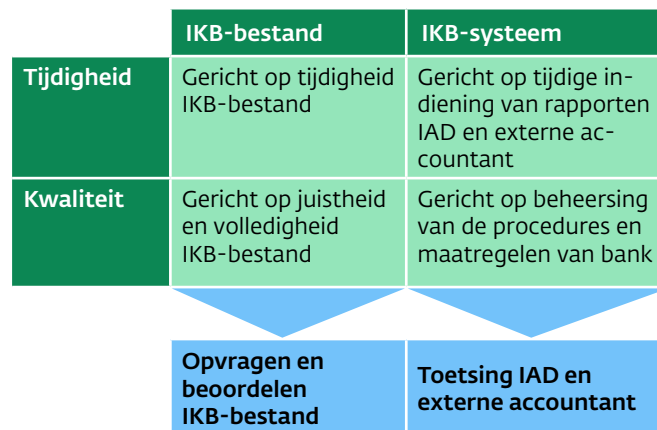 IKB-bestand
IKB-systeem
Tijdigheid
Gericht op tijdigheid
IKB-bestand
Gericht op tijdige in-
diening van rapporten
IAD en externe ac-
countant
Kwaliteit
Gericht op juistheid
en volledigheid
IKB-bestand
Gericht op beheersing
van de procedures en
maatregelen van bank
Opvragen en
beoordelen
IKB-bestand
Toetsing IAD en
externe accountant